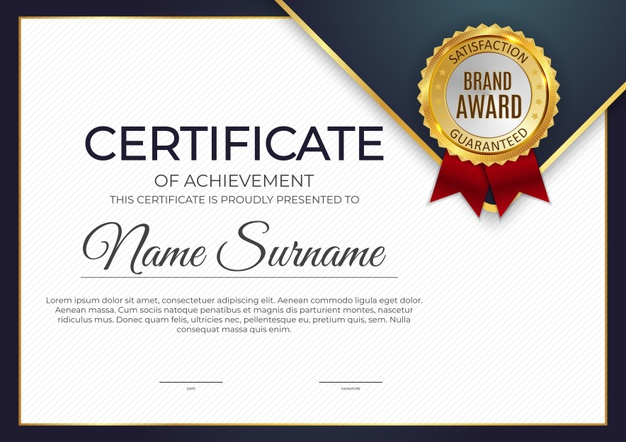 SATISFACTION
BRAND
AWARD
GUARANTEED
CERTIFICATE
OF ACHIEVEMENT
THIS CERTIFICATE IS PROUDLY PRESENTED TO
Name Surname
Lorem ipsum dolor sit amet, consectetuer adipiscing elit. Aenean commodo ligula eget dolor.
Aenean massa. Cum sociis natoque penatibus et magnis dis parturient montes, nascetur
ridiculus mus. Donec quam felis, ultricies nec, pellentesque eu, pretium quis, sem. Nulla
consequat massa quis enim.
DATE
SIGNATURE